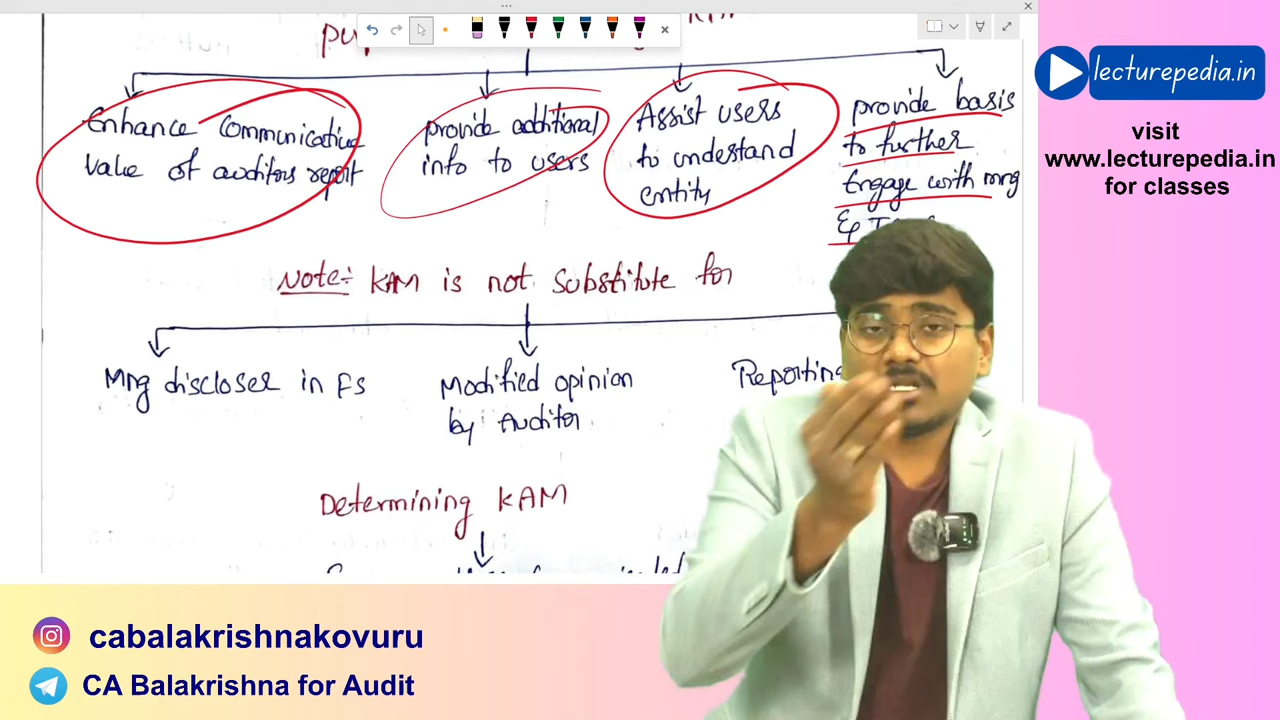 Enhance communicative
value of auditors report
provide additional
info to users
Assist users
to undestand
entity
provide basis
to further
Engage with mng
&
Note:- KAM is not substitute for
Mng discloser in FS
Modified opinion
by Auditor
Reporting
Determining KAM
lecturepedia.in
visit
www.lecturepedia.in
for classes
cabalakrishnakovuru
CA Balakrishna for Audit